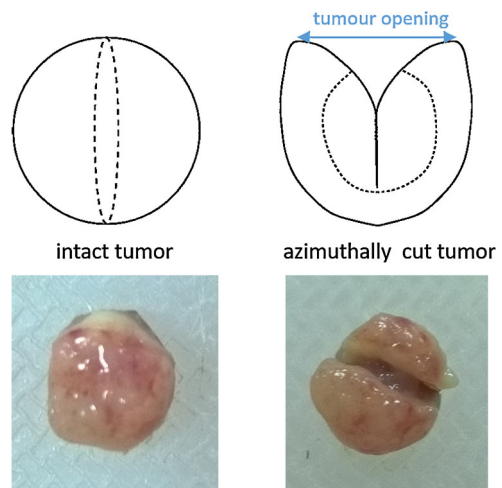 tumour opening
intact tumor
azimuthally cut tumor